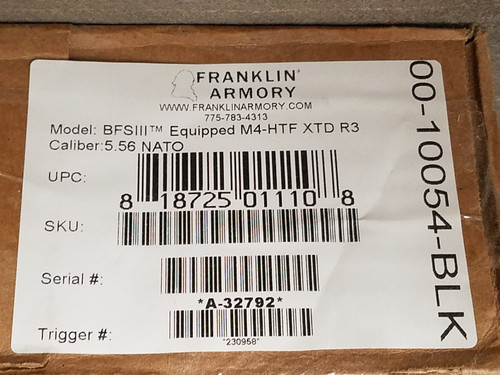 FRANKLIN®
ARMORY
WWW.FRANKLINARMORY.COM
775-783-4313
Model: BFSIII™ Equipped M4-HTF XTD R3
Caliber:5.56 NATO
UPC:
8 18725 01110 8
SKU:
Serial #:
*A-32792*
Trigger #:
"230958"
00-10054-BLK